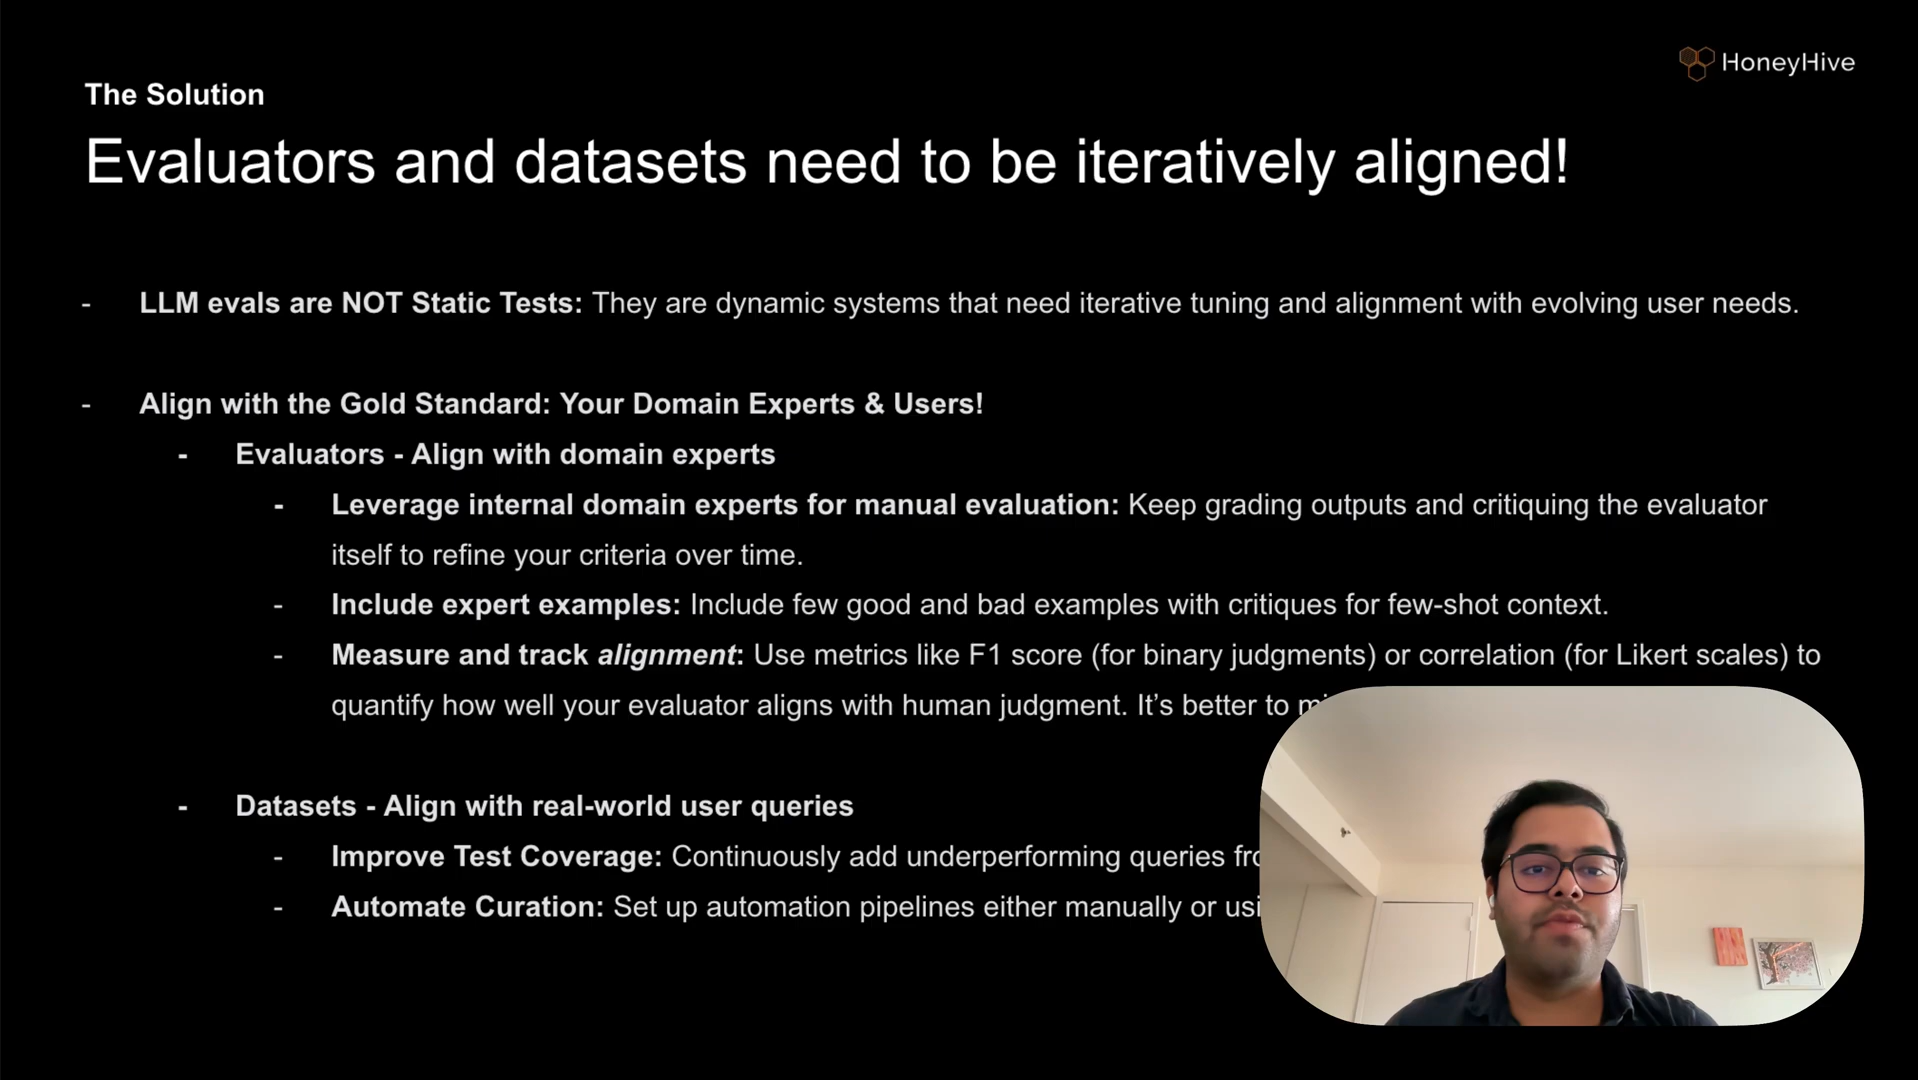 HoneyHive
The Solution
Evaluators and datasets need to be iteratively aligned!
- LLM evals are NOT Static Tests: They are dynamic systems that need iterative tuning and alignment with evolving user needs.
- Align with the Gold Standard: Your Domain Experts & Users!
- Evaluators - Align with domain experts
- Leverage internal domain experts for manual evaluation: Keep grading outputs and critiquing the evaluator
itself to refine your criteria over time.
- Include expert examples: Include few good and bad examples with critiques for few-shot context.
- Measure and track alignment: Use metrics like F1 score (for binary judgments) or correlation (for Likert scales) to
quantify how well your evaluator aligns with human judgment. It’s better to
- Datasets - Align with real-world user queries
- Improve Test Coverage: Continuously add underperforming queries
- Automate Curation: Set up automation pipelines either manually or